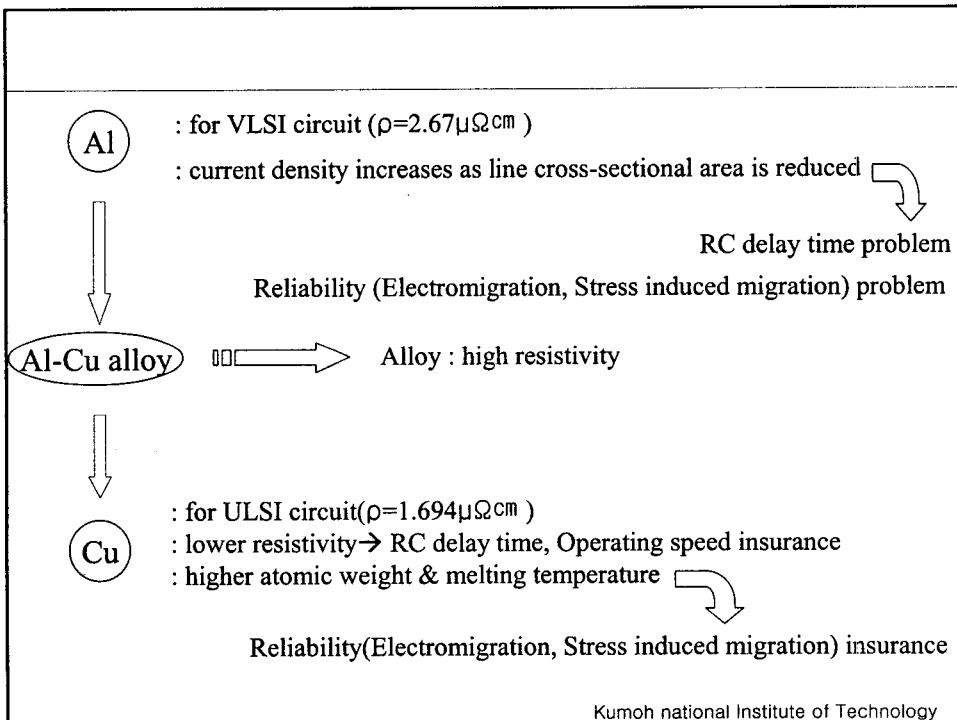 Al
: for VLSI circuit (ρ=2.67μΩcm )
: current density increases as line cross-sectional area is reduced
RC delay time problem
Reliability (Electromigration, Stress induced migration) problem
Al-Cu alloy
Alloy : high resistivity
Cu
: for ULSI circuit(ρ=1.694μΩcm )
: lower resistivity→ RC delay time, Operating speed insurance
: higher atomic weight & melting temperature
Reliability(Electromigration, Stress induced migration) insurance
Kumoh national Institute of Technology